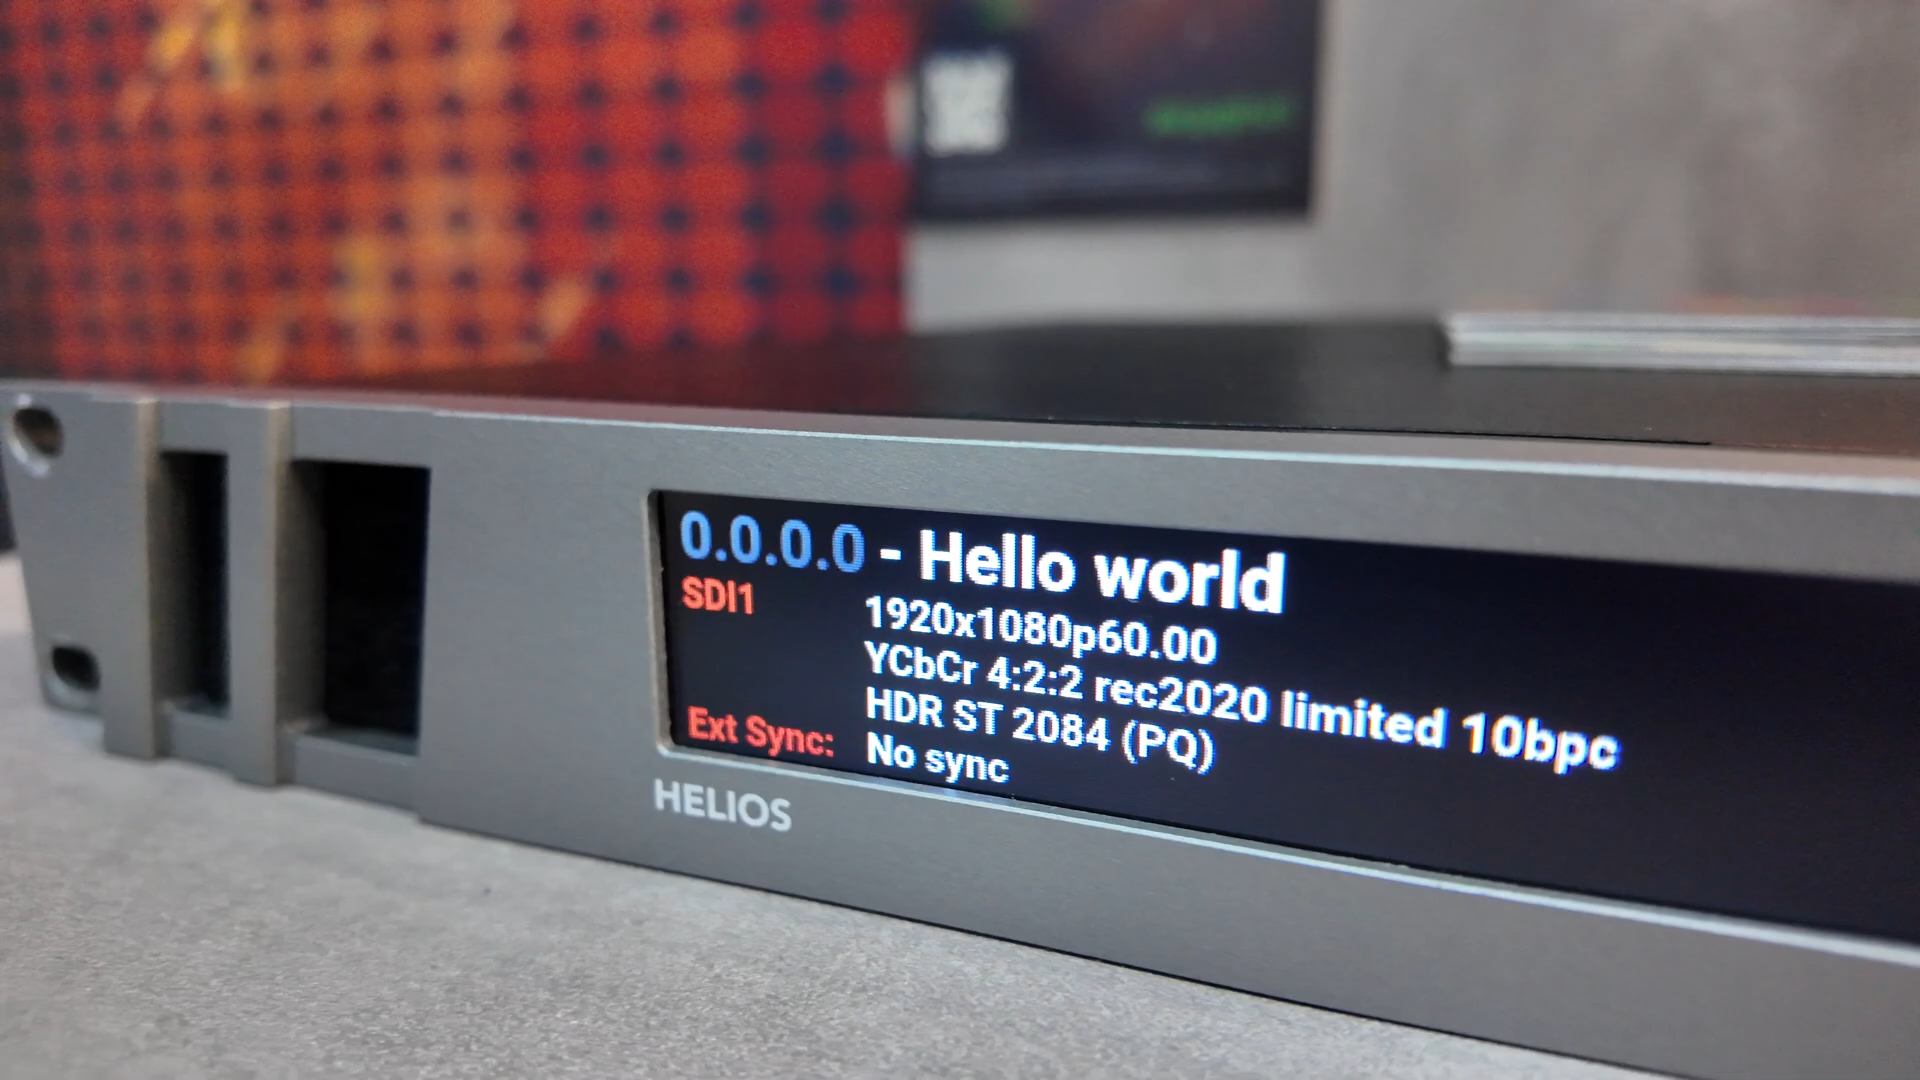 0.0.0.0 - Hello world
SDI1 1920x1080p60.00
YCbCr 4:2:2 rec2020 limited 10bpc
HDR ST 2084 (PQ)
Ext Sync: No sync
HELIOS